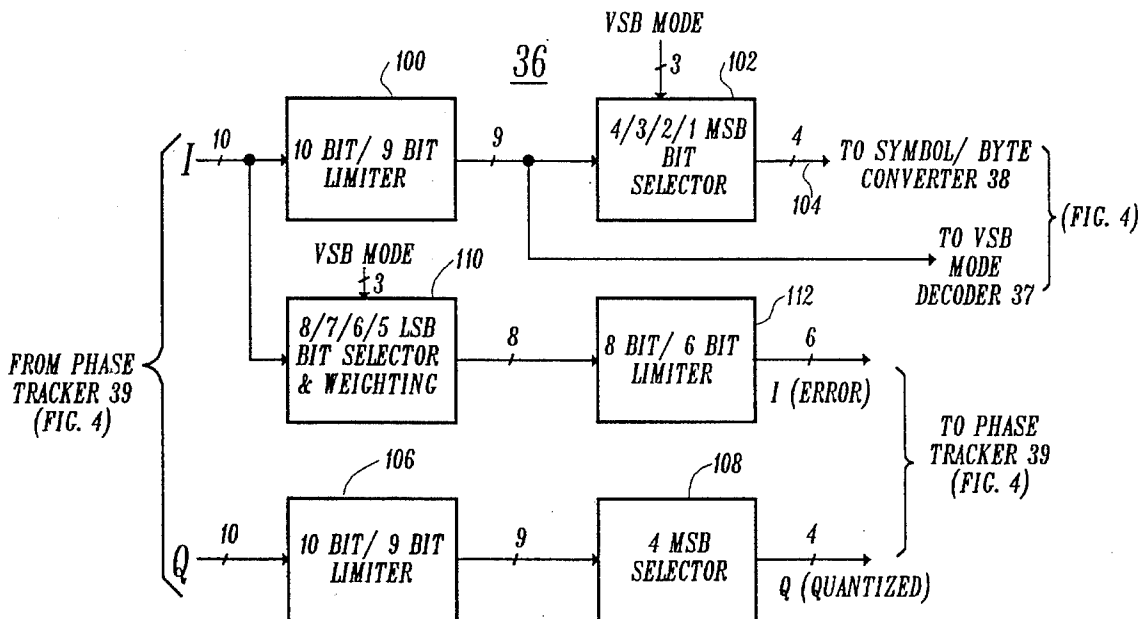 VSB MODE
3
100
36
102
10
I
10 BIT/ 9 BIT
LIMITER
9
4/3/2/1 MSB
BIT
SELECTOR
4
104
TO SYMBOL/ BYTE
CONVERTER 38
(FIG. 4)
TO VSB
MODE
DECODER 37
VSB MODE
3
110
112
FROM PHASE
TRACKER 39
(FIG. 4)
8/7/6/5 LSB
BIT SELECTOR
& WEIGHTING
8
8 BIT/ 6 BIT
LIMITER
6
I (ERROR)
TO PHASE
TRACKER 39
(FIG. 4)
106
108
10
Q
10 BIT/ 9 BIT
LIMITER
9
4 MSB
SELECTOR
4
Q (QUANTIZED)